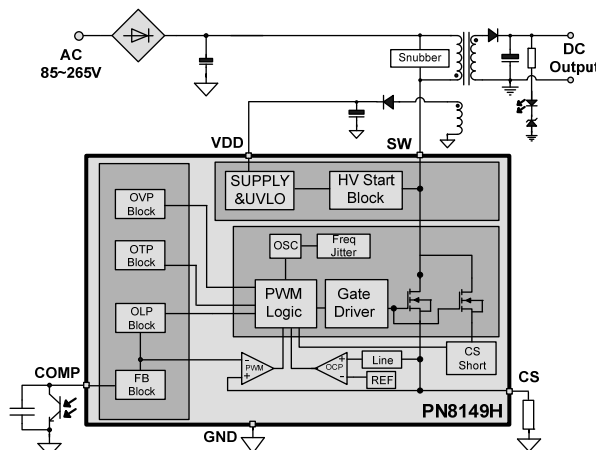 AC
85~265V
Snubber
DC
Output
VDD
SW
SUPPLY
&UVLO
HV Start
Block
OVP
Block
OTP
Block
OLP
Block
FB
Block
OSC
Freq
Jitter
PWM
Logic
Gate
Driver
CS
Short
-
+
PWM
OCP
+
-
Line
REF
COMP
CS
PN8149H
GND